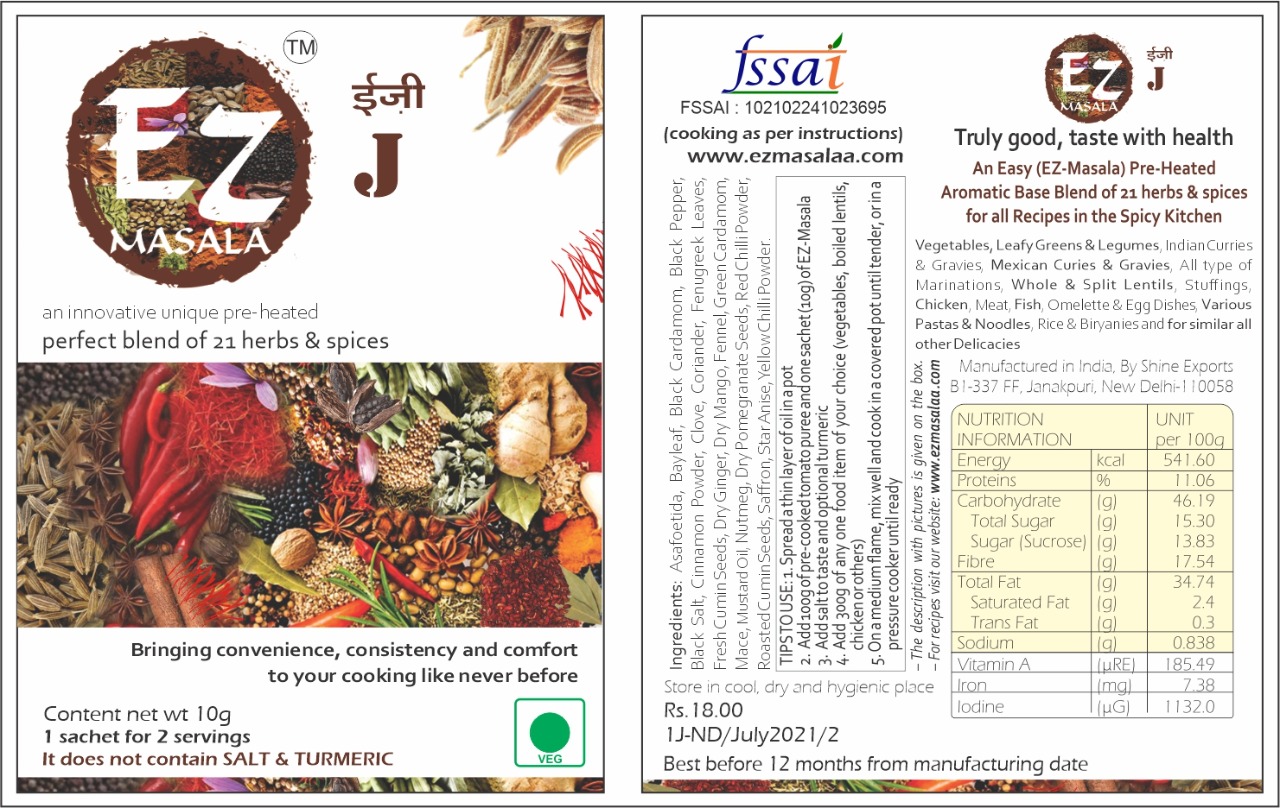 TM
EZ
MASALA
ईज़ी
J
an innovative unique pre-heated
perfect blend of 21 herbs & spices
Bringing convenience, consistency and comfort
to your cooking like never before
Content net wt 10g
1 sachet for 2 servings
It does not contain SALT & TURMERIC
VEG
fssai
FSSAI : 102102241023695
(cooking as per instructions)
www.ezmasalaa.com
EZ
MASALA
ईज़ी
J
Truly good, taste with health
An Easy (EZ-Masala) Pre-Heated
Aromatic Base Blend of 21 herbs & spices
for all Recipes in the Spicy Kitchen
Vegetables, Leafy Greens & Legumes, Indian Curries
& Gravies, Mexican Curies & Gravies, All type of
Marinations, Whole & Split Lentils, Stuffings,
Chicken, Meat, Fish, Omelette & Egg Dishes, Various
Pastas & Noodles, Rice & Biryanies and for similar all
other Delicacies
Manufactured in India, By Shine Exports
B1-337 FF, Janakpuri, New Delhi-110058
Ingredients: Asafoetida, Bayleaf, Black Cardamom, Black Pepper,
Black Salt, Cinnamon Powder, Clove, Coriander, Fenugreek Leaves,
Fresh Cumin Seeds, Dry Ginger, Dry Mango, Fennel, Green Cardamom,
Mace, Mustard Oil, Nutmeg, Dry Pomegranate Seeds, Red Chilli Powder,
Roasted Cumin Seeds, Saffron, Star Anise, Yellow Chilli Powder.
TIPS TO USE: 1. Spread a thin layer of oil in a pot
2. Add 100g of pre-cooked tomato puree and one sachet (10g) of EZ-Masala
3. Add salt to taste and optional turmeric
4. Add 300g of any one food item of your choice (vegetables, boiled lentils,
chicken or others)
5. On a medium flame, mix well and cook in a covered pot until tender, or in a
pressure cooker until ready
– The description with pictures is given on the box.
– For recipes visit our website: www.ezmasalaa.com
NUTRITION INFORMATION UNIT per 100g
Energy kcal 541.60
Proteins % 11.06
Carbohydrate (g) 46.19
Total Sugar (g) 15.30
Sugar (Sucrose) (g) 13.83
Fibre (g) 17.54
Total Fat (g) 34.74
Saturated Fat (g) 2.4
Trans Fat (g) 0.3
Sodium (g) 0.838
Vitamin A (µRE) 185.49
Iron (mg) 7.38
Iodine (µG) 1132.0
Store in cool, dry and hygienic place
Rs.18.00
1J-ND/July2021/2
Best before 12 months from manufacturing date